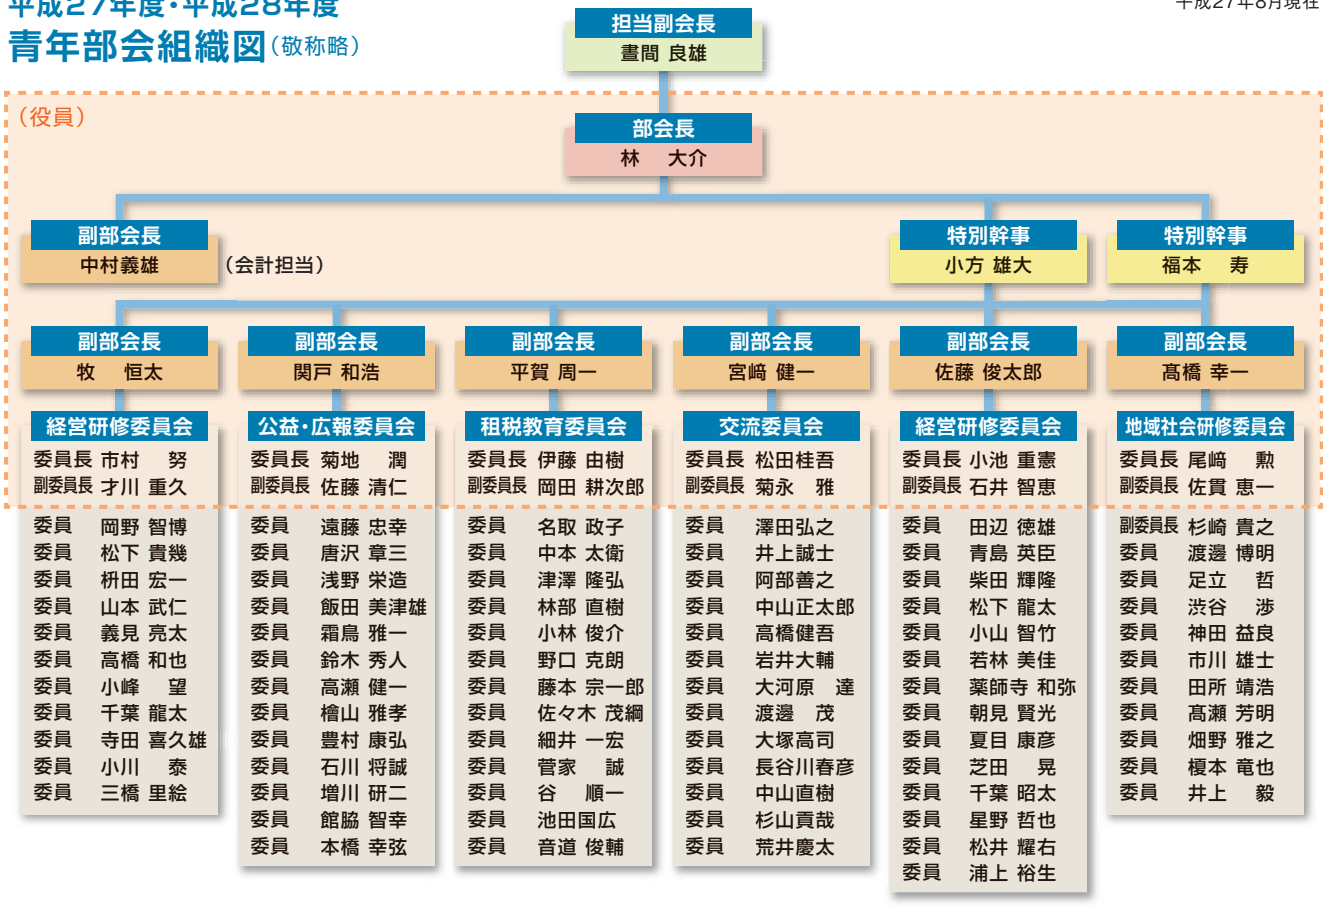 平成27年度・平成28年度
平成27年8月現在
青年部会組織図(敬称略)
担当副会長
晝間 良雄
(役員)
部会長
林 大介
副部会長
中村義雄
(会計担当)
特別幹事
小方 雄大
特別幹事
福本 寿
副部会長
牧 恒太
経営研修委員会
委員長 市村 努
副委員長 才川 重久
委員 岡野 智博
委員 松下 貴幾
委員 枡田 宏一
委員 山本 武仁
委員 義見 亮太
委員 高橋 和也
委員 小峰 望
委員 千葉 龍太
委員 寺田 喜久雄
委員 小川 泰
委員 三橋 里絵
副部会長
関戸 和浩
公益・広報委員会
委員長 菊地 潤
副委員長 佐藤 清仁
委員 遠藤 忠幸
委員 唐沢 章三
委員 浅野 栄造
委員 飯田 美津雄
委員 霜鳥 雅一
委員 鈴木 秀人
委員 高瀬 健一
委員 檜山 雅孝
委員 豊村 康弘
委員 石川 将誠
委員 増川 研二
委員 館脇 智幸
委員 本橋 幸弦
副部会長
平賀 周一
租税教育委員会
委員長 伊藤 由樹
副委員長 岡田 耕次郎
委員 名取 政子
委員 中本 太衛
委員 津澤 隆弘
委員 林部 直樹
委員 小林 俊介
委員 野口 克朗
委員 藤本 宗一郎
委員 佐々木 茂綱
委員 細井 一宏
委員 菅家 誠
委員 谷 順一
委員 池田国広
委員 音道 俊輔
副部会長
宮﨑 健一
交流委員会
委員長 松田桂吾
副委員長 菊永 雅
委員 澤田弘之
委員 井上誠士
委員 阿部善之
委員 中山正太郎
委員 高橋健吾
委員 岩井大輔
委員 大河原 達
委員 渡邊 茂
委員 大塚高司
委員 長谷川春彦
委員 中山直樹
委員 杉山貢哉
委員 荒井慶太
副部会長
佐藤 俊太郎
経営研修委員会
委員長 小池 重憲
副委員長 石井 智恵
委員 田辺 徳雄
委員 青島 英臣
委員 柴田 輝隆
委員 松下 龍太
委員 小山 智竹
委員 若林 美佳
委員 薬師寺 和弥
委員 朝見 賢光
委員 夏目 康彦
委員 芝田 晃
委員 千葉 昭太
委員 星野 哲也
委員 松井 耀右
委員 浦上 裕生
副部会長
髙橋 幸一
地域社会研修委員会
委員長 尾﨑 勲
副委員長 佐貫 恵一
副委員長 杉崎 貴之
委員 渡邊 博明
委員 足立 哲
委員 渋谷 渉
委員 神田 益良
委員 市川 雄士
委員 田所 靖浩
委員 髙瀬 芳明
委員 畑野 雅之
委員 榎本 竜也
委員 井上 毅